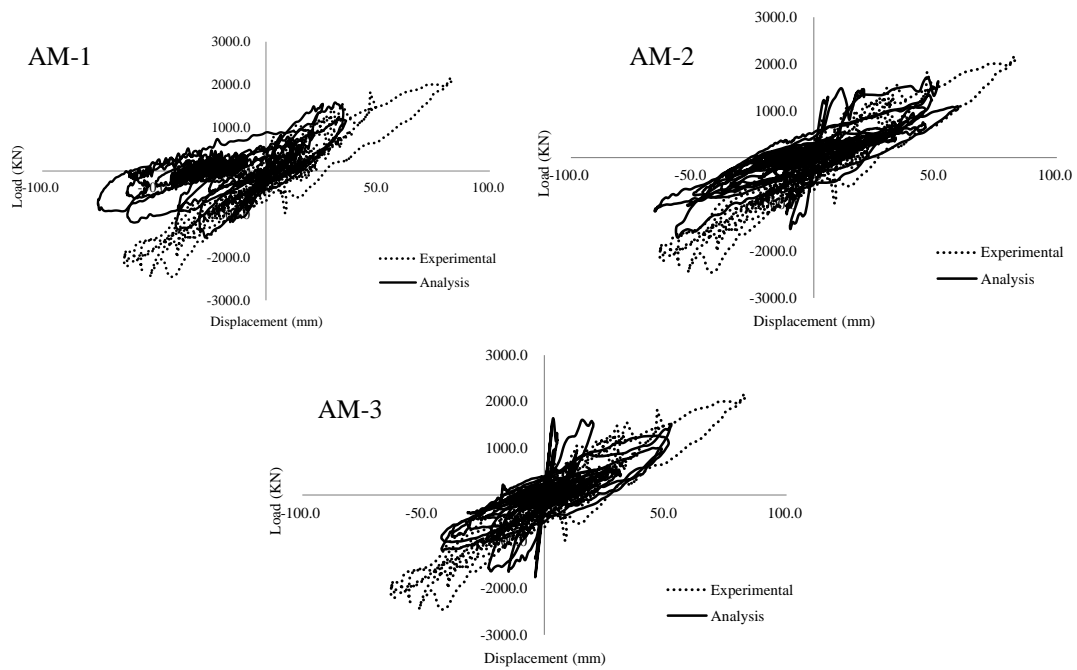 AM-1
3000.0
2000.0
1000.0
-100.0
50.0
100.0
-2000.0
-3000.0
Load (KN)
Displacement (mm)
Experimental
Analysis
AM-2
3000.0
2000.0
1000.0
-100.0
-50.0
50.0
100.0
-2000.0
-3000.0
Load (KN)
Displacement (mm)
Experimental
Analysis
AM-3
3000.0
2000.0
1000.0
-100.0
-50.0
50.0
100.0
-2000.0
-3000.0
Load (KN)
Displacement (mm)
Experimental
Analysis